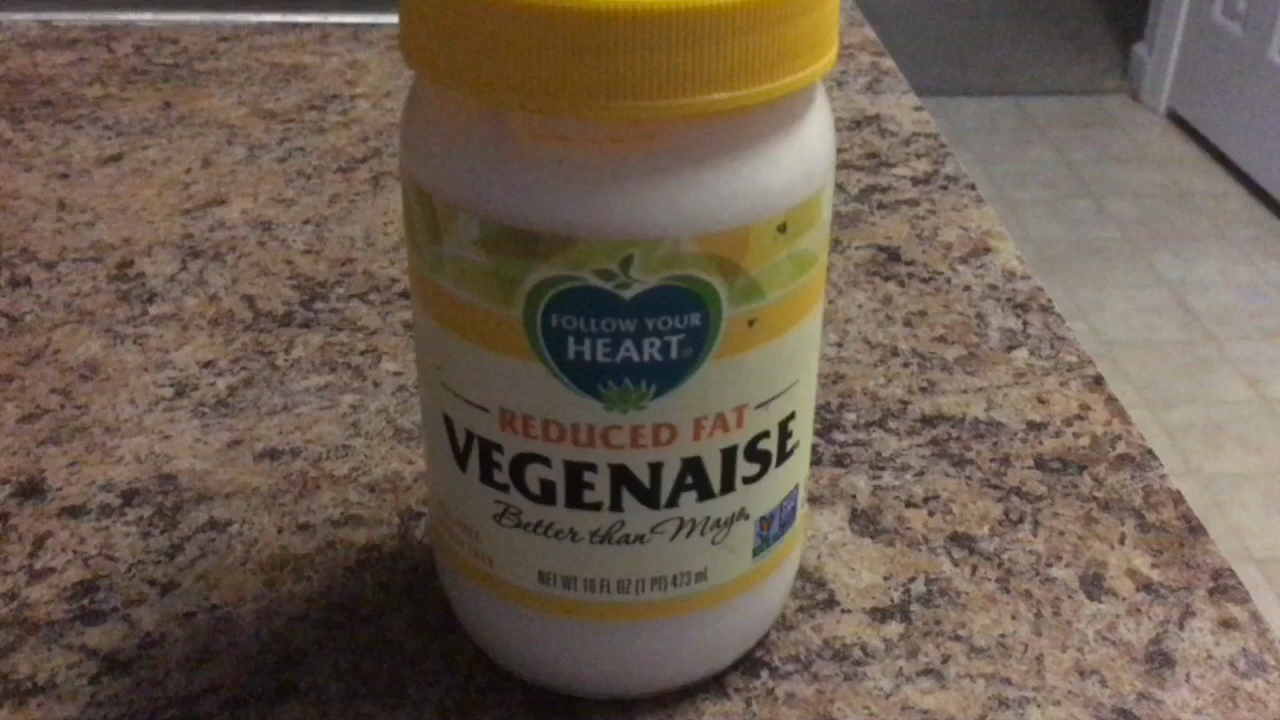 FOLLOW YOUR
HEART
REDUCED FAT
VEGENAISE
Better than Mayo
NET WT 16 FL OZ (1 PT) 473 ml